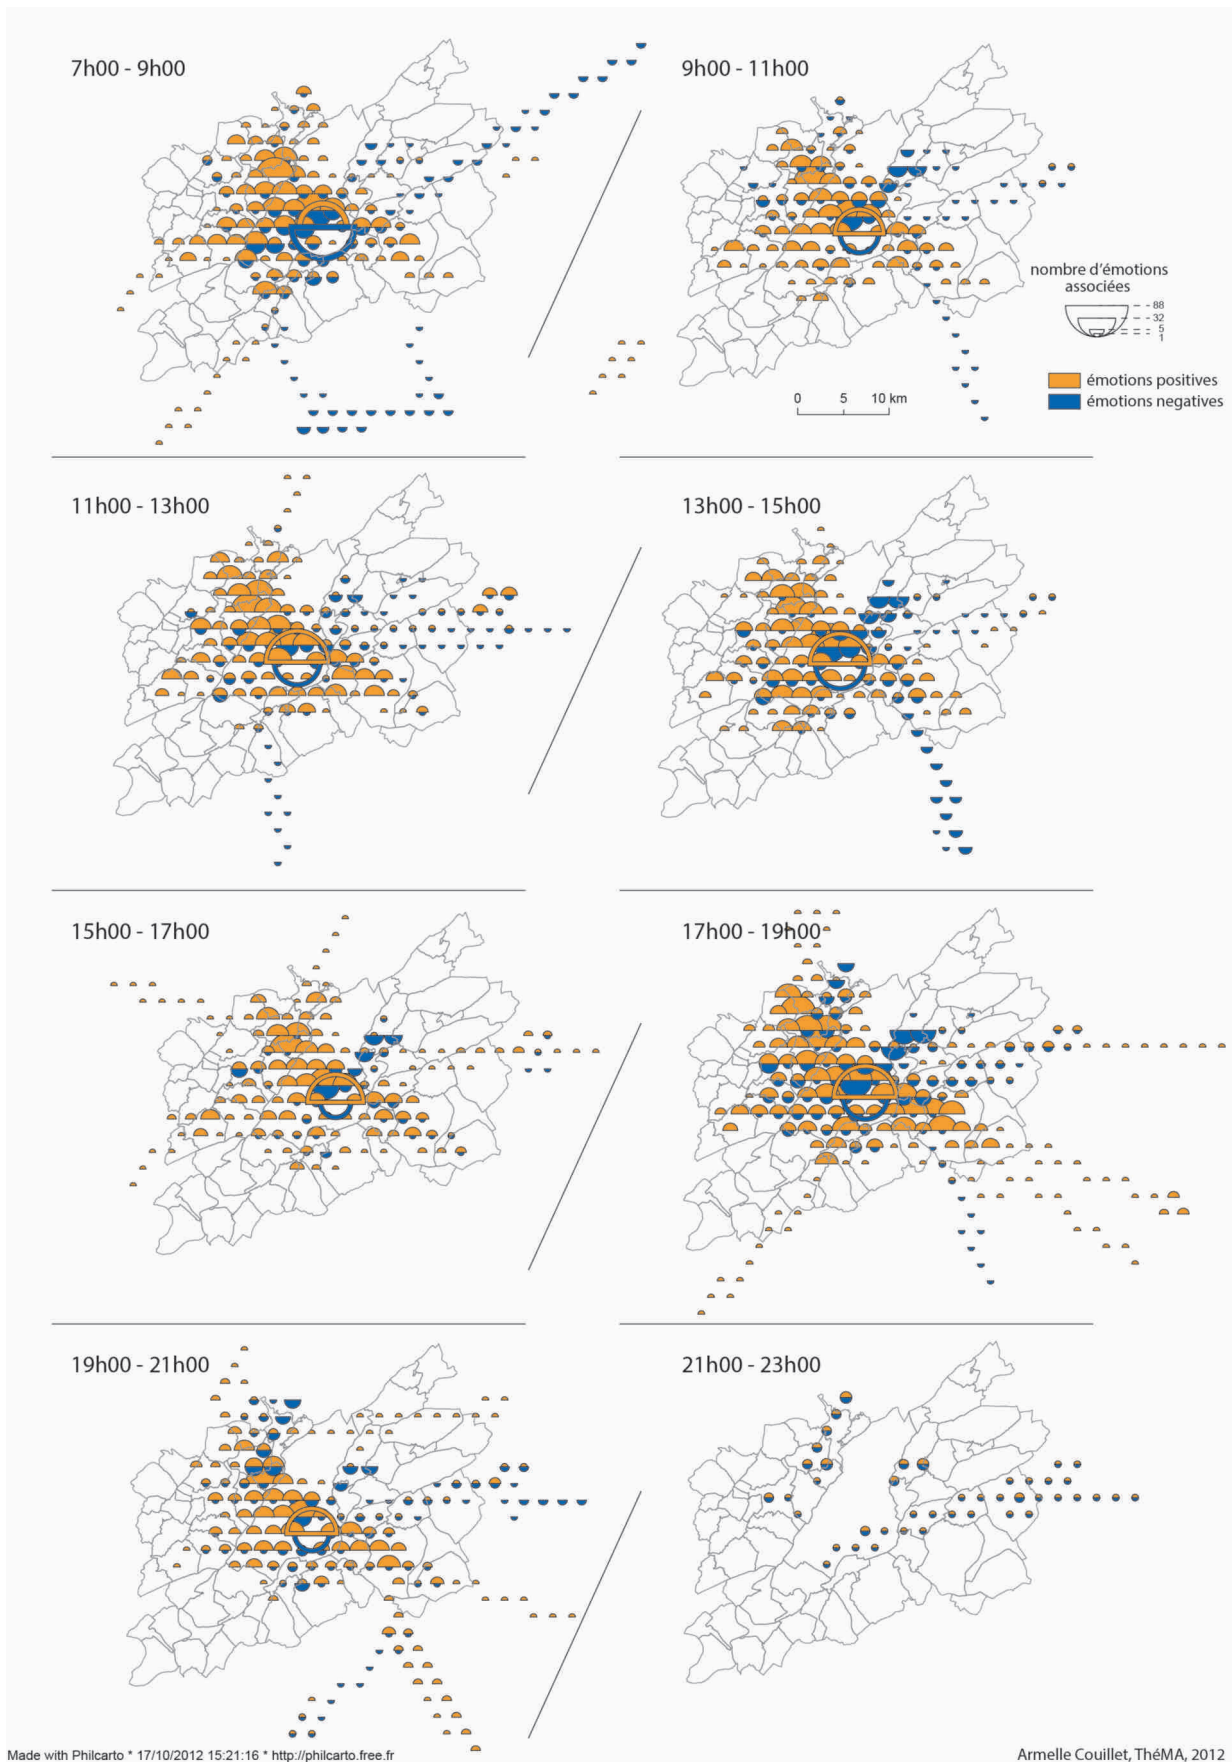 7h00 - 9h00
9h00 - 11h00
nombre d'émotions
associées
88
32
5
1
émotions positives
émotions negatives
0 5 10 km
11h00 - 13h00
13h00 - 15h00
15h00 - 17h00
17h00 - 19h00
19h00 - 21h00
21h00 - 23h00
Made with Philcarto * 17/10/2012 15:21:16 * http://philcarto.free.fr
Armelle Couillet, ThéMA, 2012